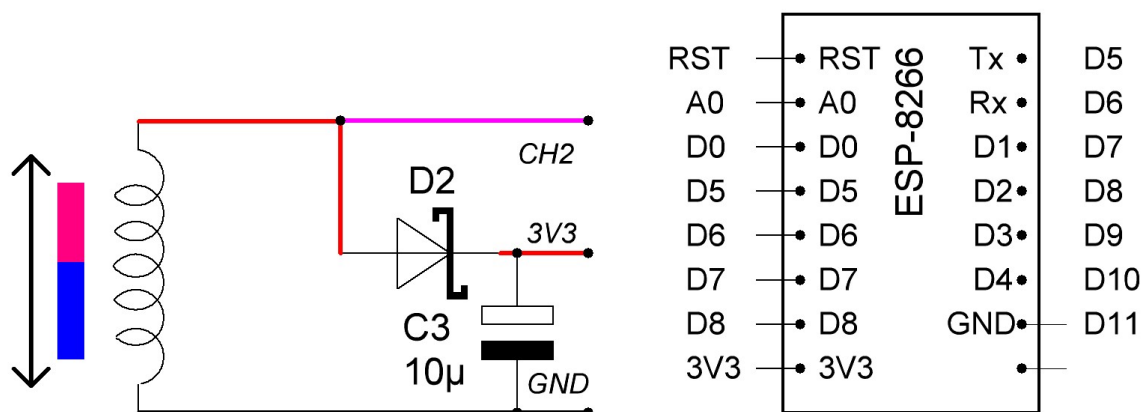 CH2
D2
3V3
C3
10µ
GND
ESP-8266
RST RST Tx D5
A0 A0 Rx D6
D0 D0 D1 D7
D5 D5 D2 D8
D6 D6 D3 D9
D7 D7 D4 D10
D8 D8 GND D11
3V3 3V3